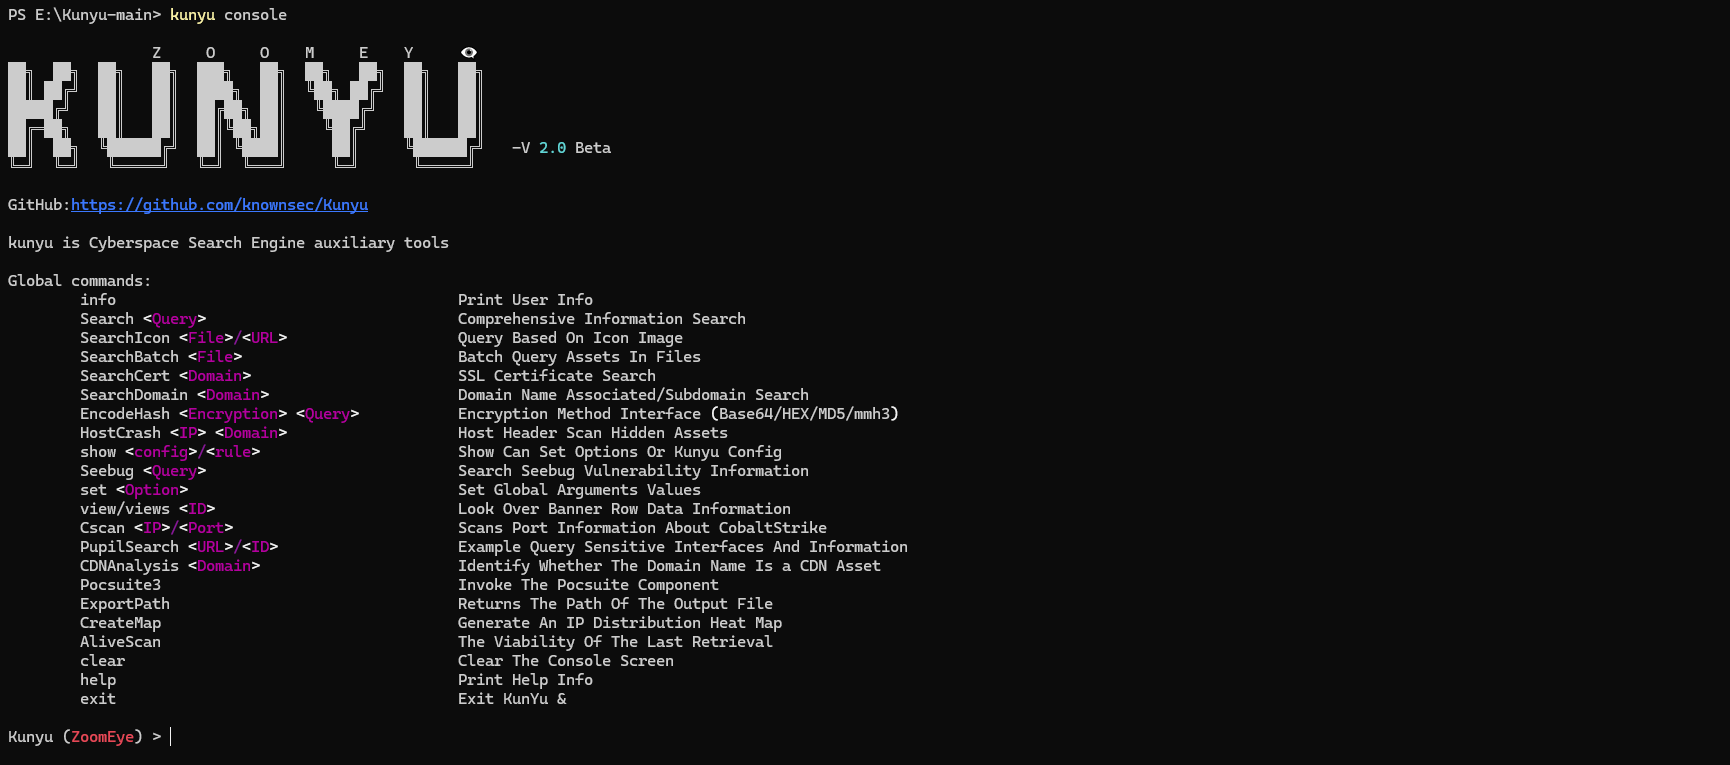 PS E:\Kunyu-main> kunyu console
Z O O M E Y
KUNYU
-V 2.0 Beta
GitHub:https://github.com/knownsec/Kunyu
kunyu is Cyberspace Search Engine auxiliary tools
Global commands:
info Print User Info
Search <Query> Comprehensive Information Search
SearchIcon <File>/<URL> Query Based On Icon Image
SearchBatch <File> Batch Query Assets In Files
SearchCert <Domain> SSL Certificate Search
SearchDomain <Domain> Domain Name Associated/Subdomain Search
EncodeHash <Encryption> <Query> Encryption Method Interface (Base64/HEX/MD5/mmh3)
HostCrash <IP> <Domain> Host Header Scan Hidden Assets
show <config>/<rule> Show Can Set Options Or Kunyu Config
Seebug <Query> Search Seebug Vulnerability Information
set <Option> Set Global Arguments Values
view/views <ID> Look Over Banner Row Data Information
Cscan <IP>/<Port> Scans Port Information About CobaltStrike
PupilSearch <URL>/<ID> Example Query Sensitive Interfaces And Information
CDNAnalysis <Domain> Identify Whether The Domain Name Is a CDN Asset
Pocsuite3 Invoke The Pocsuite Component
ExportPath Returns The Path Of The Output File
CreateMap Generate An IP Distribution Heat Map
AliveScan The Viability Of The Last Retrieval
clear Clear The Console Screen
help Print Help Info
exit Exit KunYu &
Kunyu (ZoomEye) >